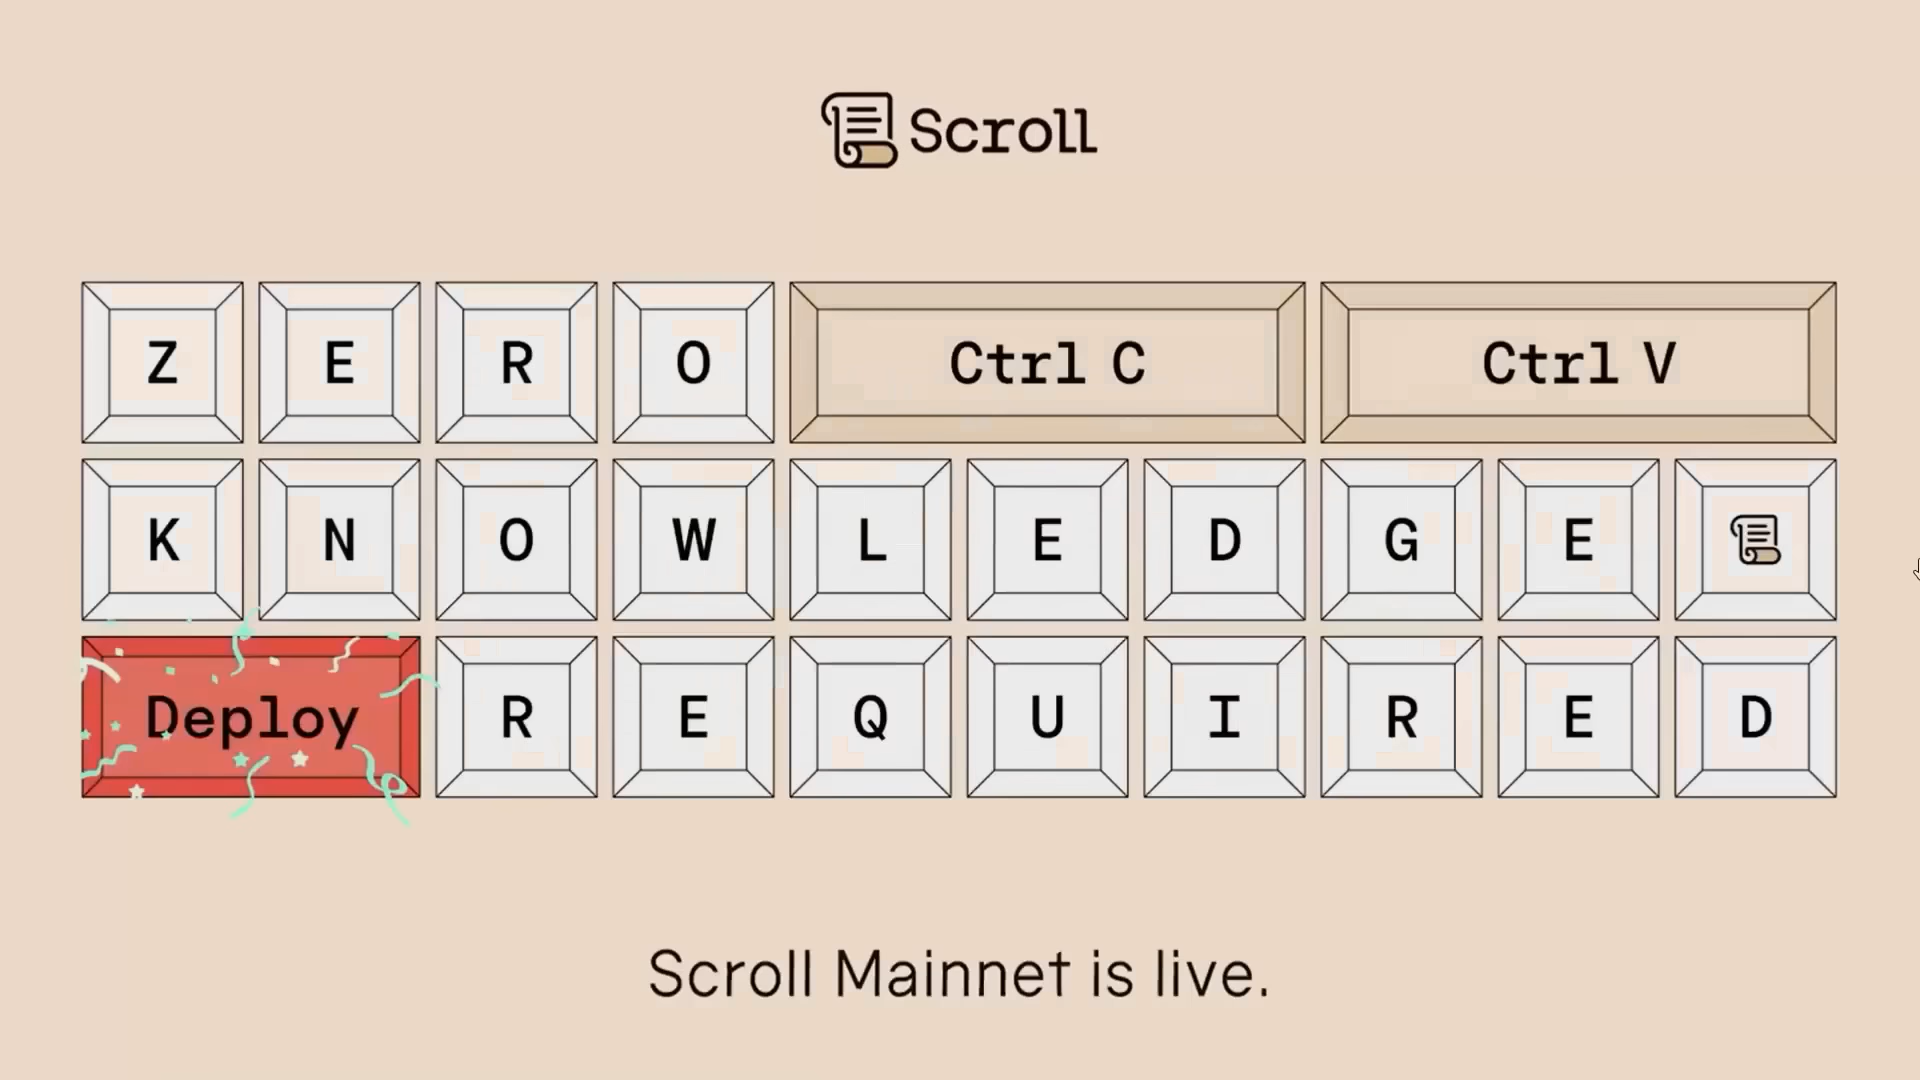 Scroll
Z E R O Ctrl C Ctrl V
K N O W L E D G E
Deploy R E Q U I R E D
Scroll Mainnet is live.